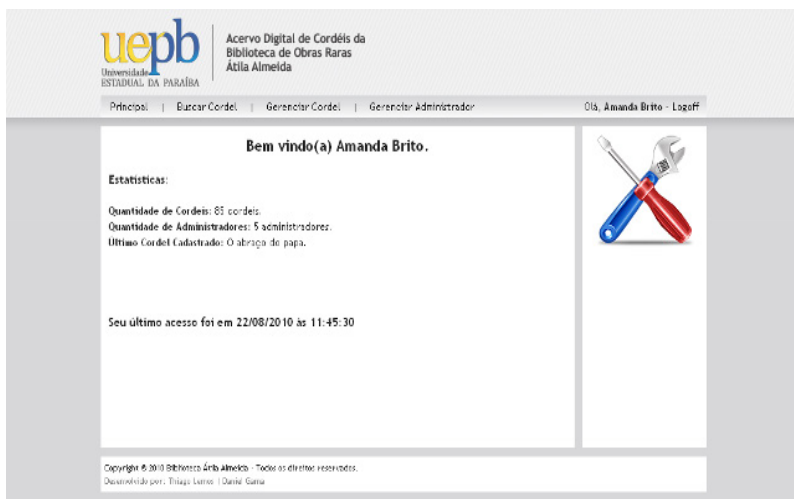 uepb
Universidade
ESTADUAL DA PARAÍBA
Acervo Digital de Cordéis da
Biblioteca de Obras Raras
Átila Almeida
Principal | Buscar Cordel | Gerenciar Cordel | Gerenciar Administrador
Olá, Amanda Brito - Logoff
Bem vindo(a) Amanda Brito.
Estatísticas:
Quantidade de Cordeis: 85 cordeis.
Quantidade de Administradores: 5 administradores.
Último Cordel Cadastrado: O abraço do papa.
Seu último acesso foi em 22/08/2010 às 11:45:30
Copyright © 2010 Biblioteca Átila Almeida - Todos os direitos reservados.
Desenvolvido por: Thiago Lemos | Daniel Gama